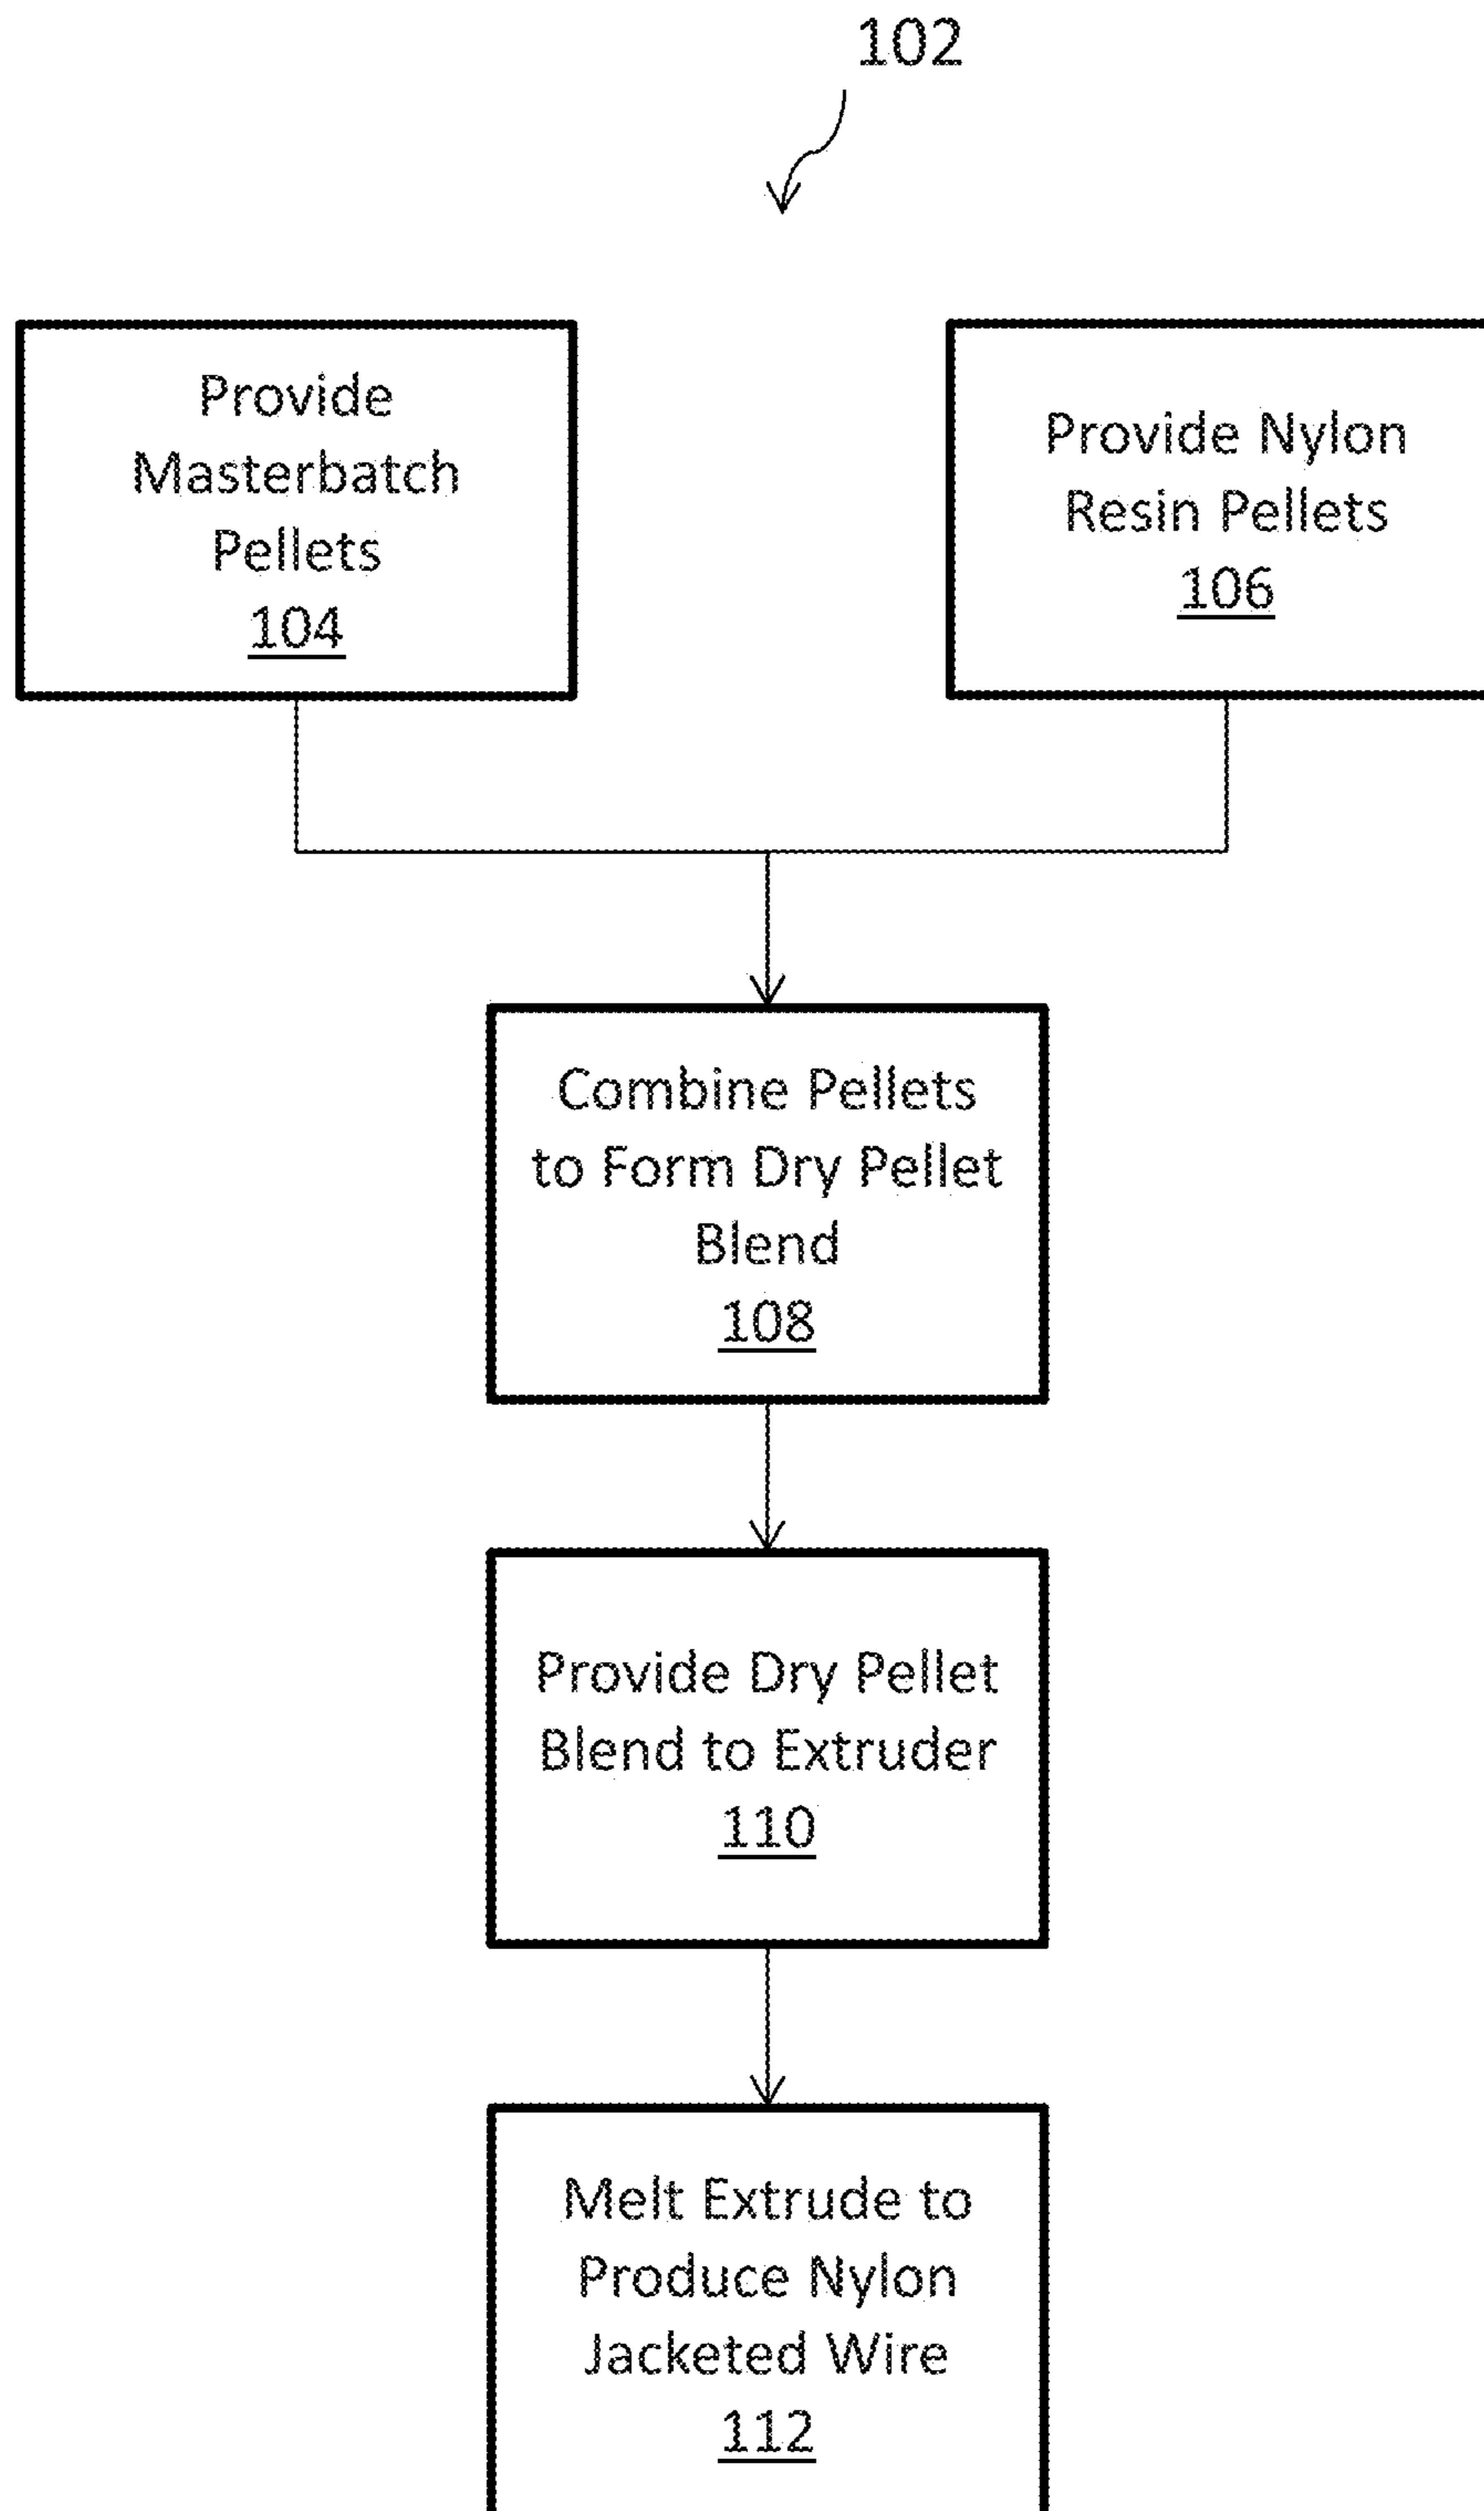 102
Provide
Masterbatch
Pellets
104
Provide Nylon
Resin Pellets
106
Combine Pellets
to Form Dry Pellet
Blend
108
Provide Dry Pellet
Blend to Extruder
110
Melt Extrude to
Produce Nylon
Jacketed Wire
112